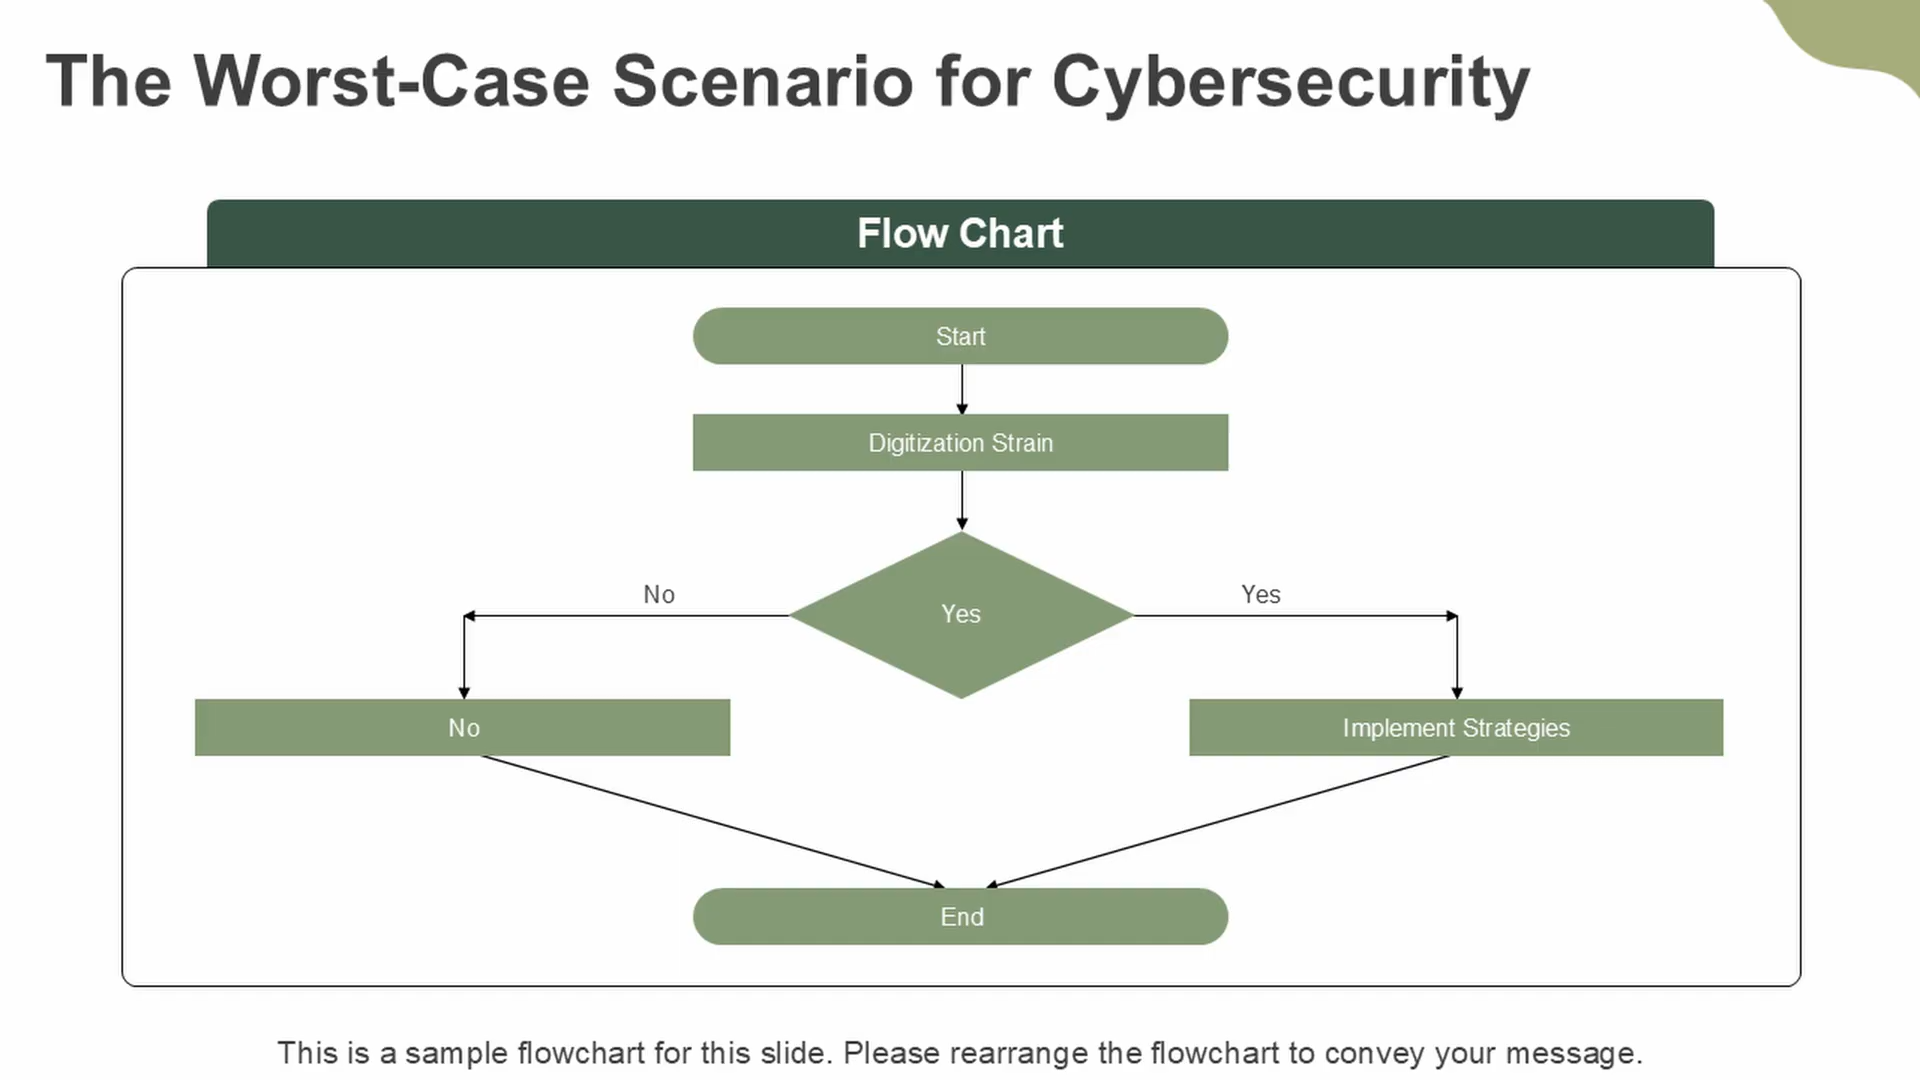 The Worst-Case Scenario for Cybersecurity
Flow Chart
Start
Digitization Strain
No
Yes
Yes
No
Implement Strategies
End
This is a sample flowchart for this slide. Please rearrange the flowchart to convey your message.